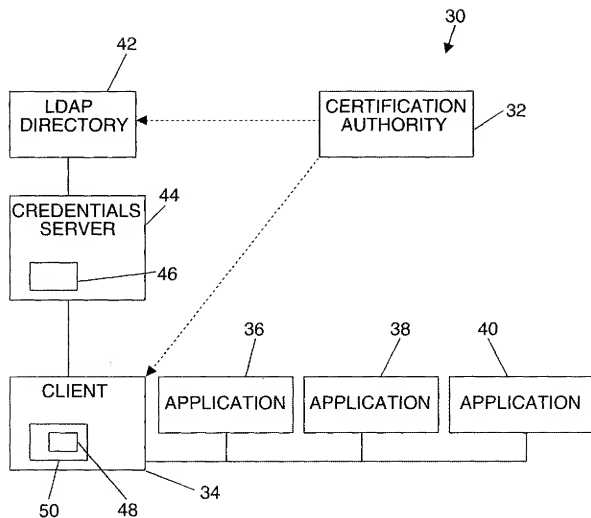 30
42
LDAP
DIRECTORY
CERTIFICATION
AUTHORITY
32
44
CREDENTIALS
SERVER
46
36
38
40
CLIENT
APPLICATION
APPLICATION
APPLICATION
50
48
34